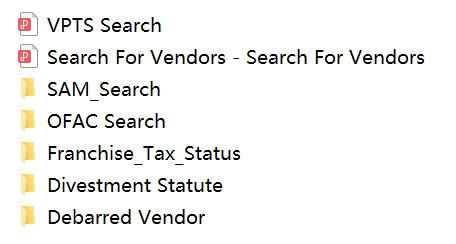 VPTS Search
Search For Vendors - Search For Vendors
SAM_Search
OFAC Search
Franchise_Tax_Status
Divestment Statute
Debarred Vendor